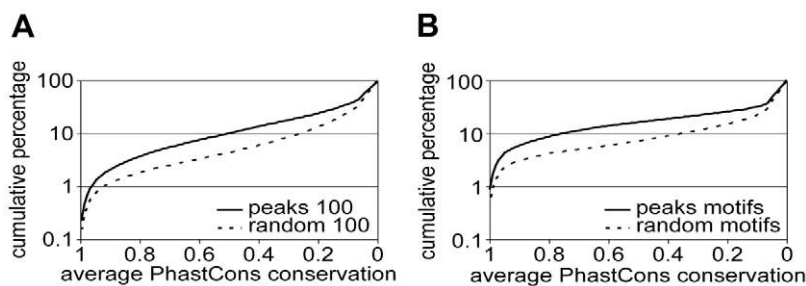 A
cumulative percentage
100
10
1
0.1
peaks 100
random 100
1 0.8 0.6 0.4 0.2 0
average PhastCons conservation
B
cumulative percentage
100
10
1
0.1
peaks motifs
random motifs
1 0.8 0.6 0.4 0.2 0
average PhastCons conservation